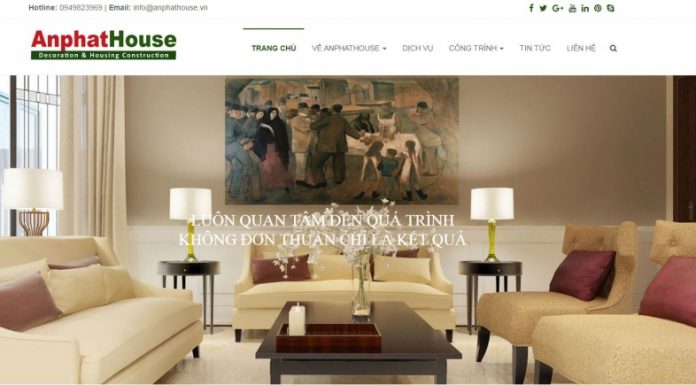 Hotline: 0949823969 | Email: info@anphathouse.vn
AnphatHouse
Decoration & Housing Construction
TRANG CHỦ VỀ ANPHATHOUSE DỊCH VỤ CÔNG TRÌNH TIN TỨC LIÊN HỆ
LUÔN QUAN TÂM ĐẾN QUÁ TRÌNH
KHÔNG ĐƠN THUẦN CHỈ LÀ KẾT QUẢ